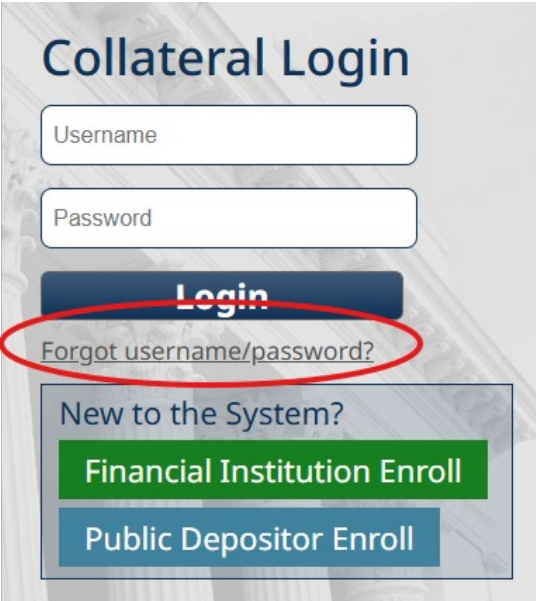 Collateral Login
Username
Password
Login
Forgot username/password?
New to the System?
Financial Institution Enroll
Public Depositor Enroll